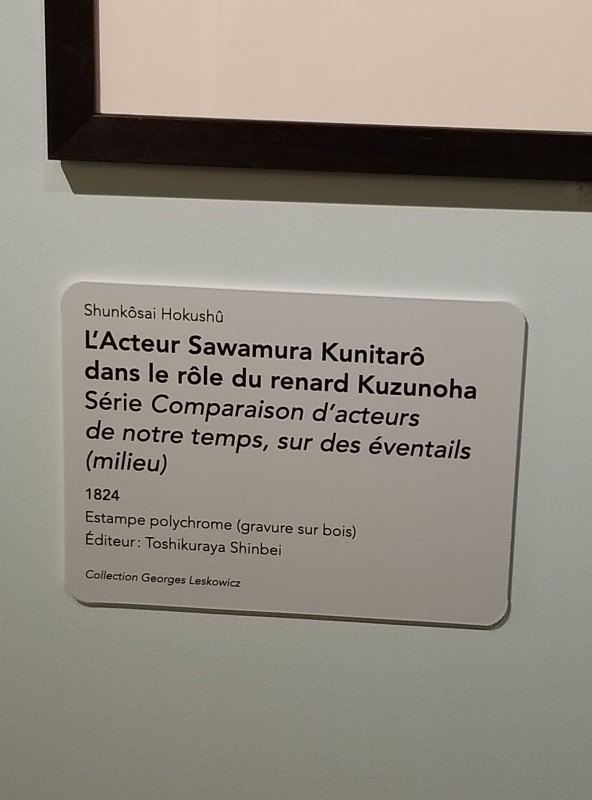 Shunkôsai Hokushû
L'Acteur Sawamura Kunitarô
dans le rôle du renard Kuzunoha
Série Comparaison d'acteurs
de notre temps, sur des éventails
(milieu)
1824
Estampe polychrome (gravure sur bois)
Éditeur : Toshikuraya Shinbei
Collection Georges Leskowicz